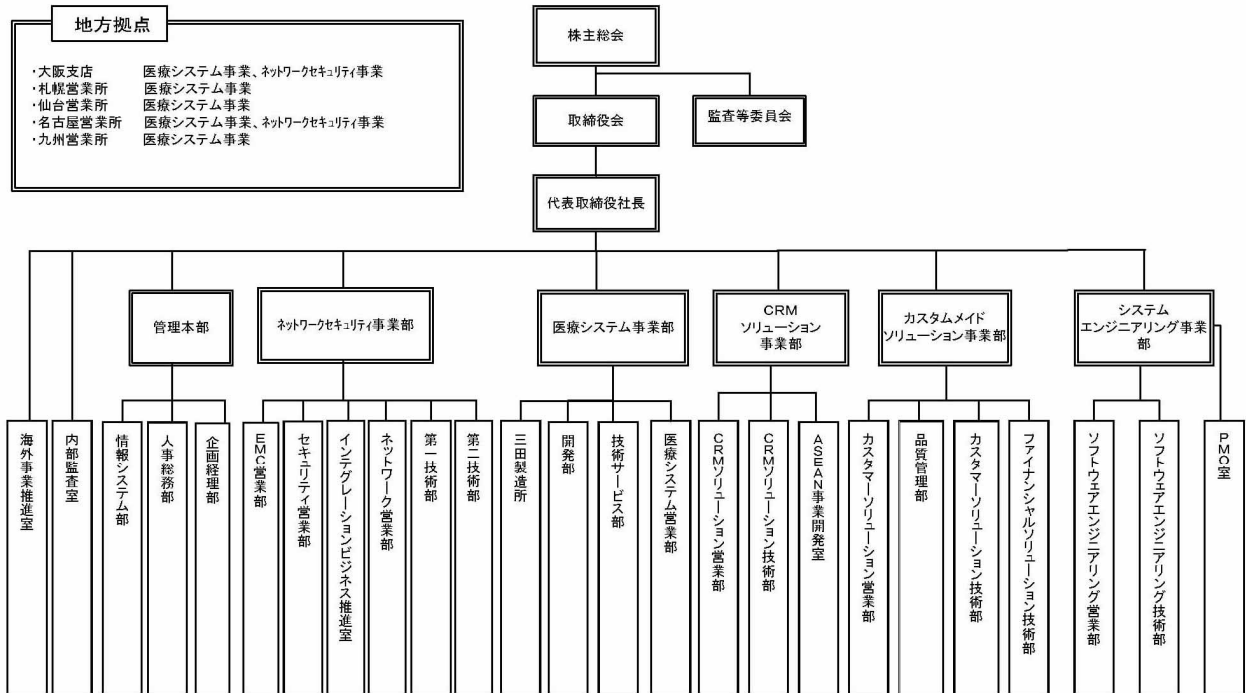 地方拠点
・大阪支店 医療システム事業、ネットワークセキュリティ事業
・札幌営業所 医療システム事業
・仙台営業所 医療システム事業
・名古屋営業所 医療システム事業、ネットワークセキュリティ事業
・九州営業所 医療システム事業
株主総会
取締役会
監査等委員会
代表取締役社長
管理本部
ネットワークセキュリティ事業部
医療システム事業部
CRM
ソリューション
事業部
カスタムメイド
ソリューション事業部
システム
エンジニアリング事業
部
海外事業推進室
内部監査室
情報システム部
人事総務部
企画経理部
EMC営業部
セキュリティ営業部
インテグレーションビジネス推進室
ネットワーク営業部
第一技術部
第二技術部
三田製造所
開発部
技術サービス部
医療システム営業部
CRMソリューション営業部
CRMソリューション技術部
ASEAN事業開発室
カスタマーソリューション営業部
品質管理部
カスタマーソリューション技術部
ファイナンシャルソリューション技術部
ソフトウェアエンジニアリング営業部
ソフトウェアエンジニアリング技術部
PMO室